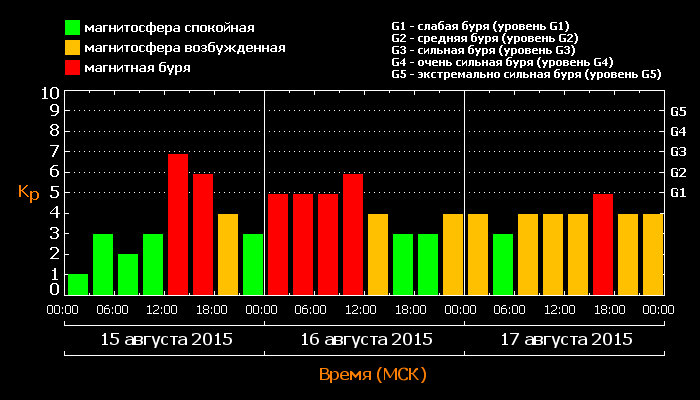 магнитосфера спокойная
магнитосфера возбужденная
магнитная буря
G1 - слабая буря (уровень G1)
G2 - средняя буря (уровень G2)
G3 - сильная буря (уровень G3)
G4 - очень сильная буря (уровень G4)
G5 - экстремально сильная буря (уровень G5)
10
9
8
7
6
5
4
3
2
1
0
Kp
G5
G4
G3
G2
G1
00:00 06:00 12:00 18:00 00:00 06:00 12:00 18:00 00:00 06:00 12:00 18:00 00:00
15 августа 2015 16 августа 2015 17 августа 2015
Время (МСК)